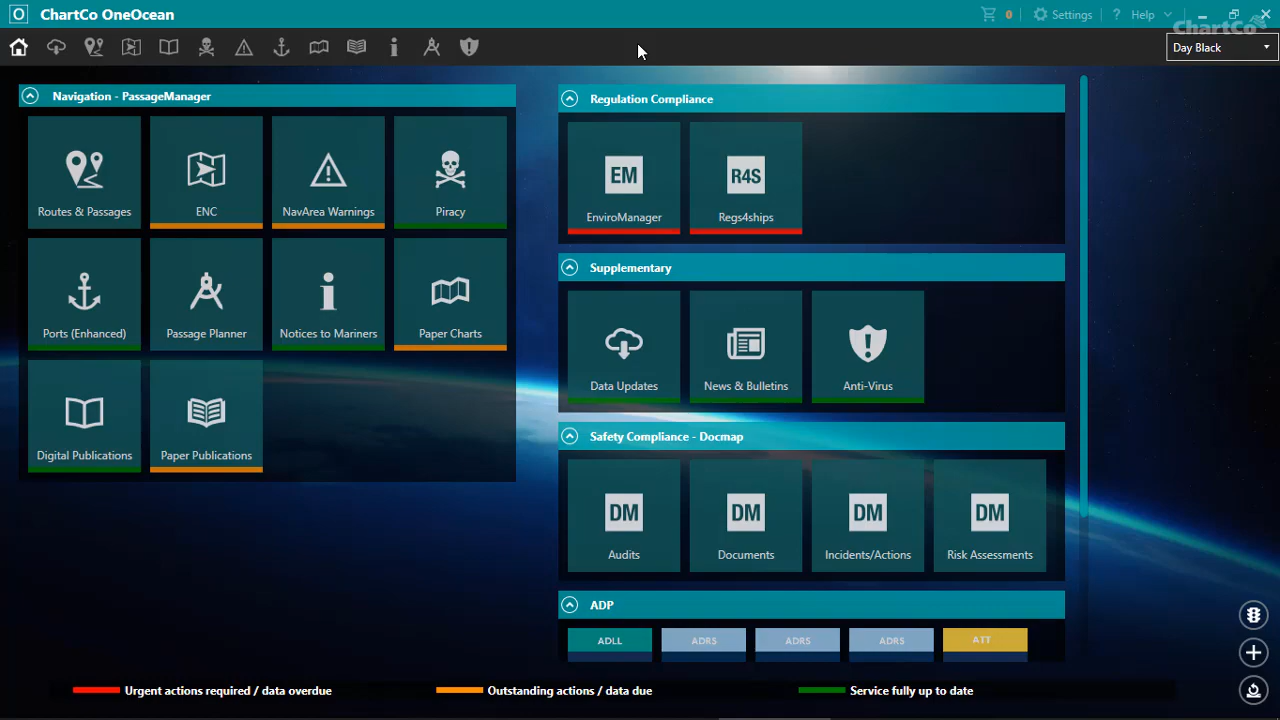 ChartCo OneOcean
0
Settings
? Help
ChartCo
Day Black
Navigation - PassageManager
Routes & Passages
ENC
NavArea Warnings
Piracy
Ports (Enhanced)
Passage Planner
Notices to Mariners
Paper Charts
Digital Publications
Paper Publications
Regulation Compliance
EM
EnviroManager
R4S
Regs4ships
Supplementary
Data Updates
News & Bulletins
Anti-Virus
Safety Compliance - Docmap
DM
Audits
DM
Documents
DM
Incidents/Actions
DM
Risk Assessments
ADP
ADLL
ADRS
ADRS
ADRS
ATT
Urgent actions required / data overdue
Outstanding actions / data due
Service fully up to date